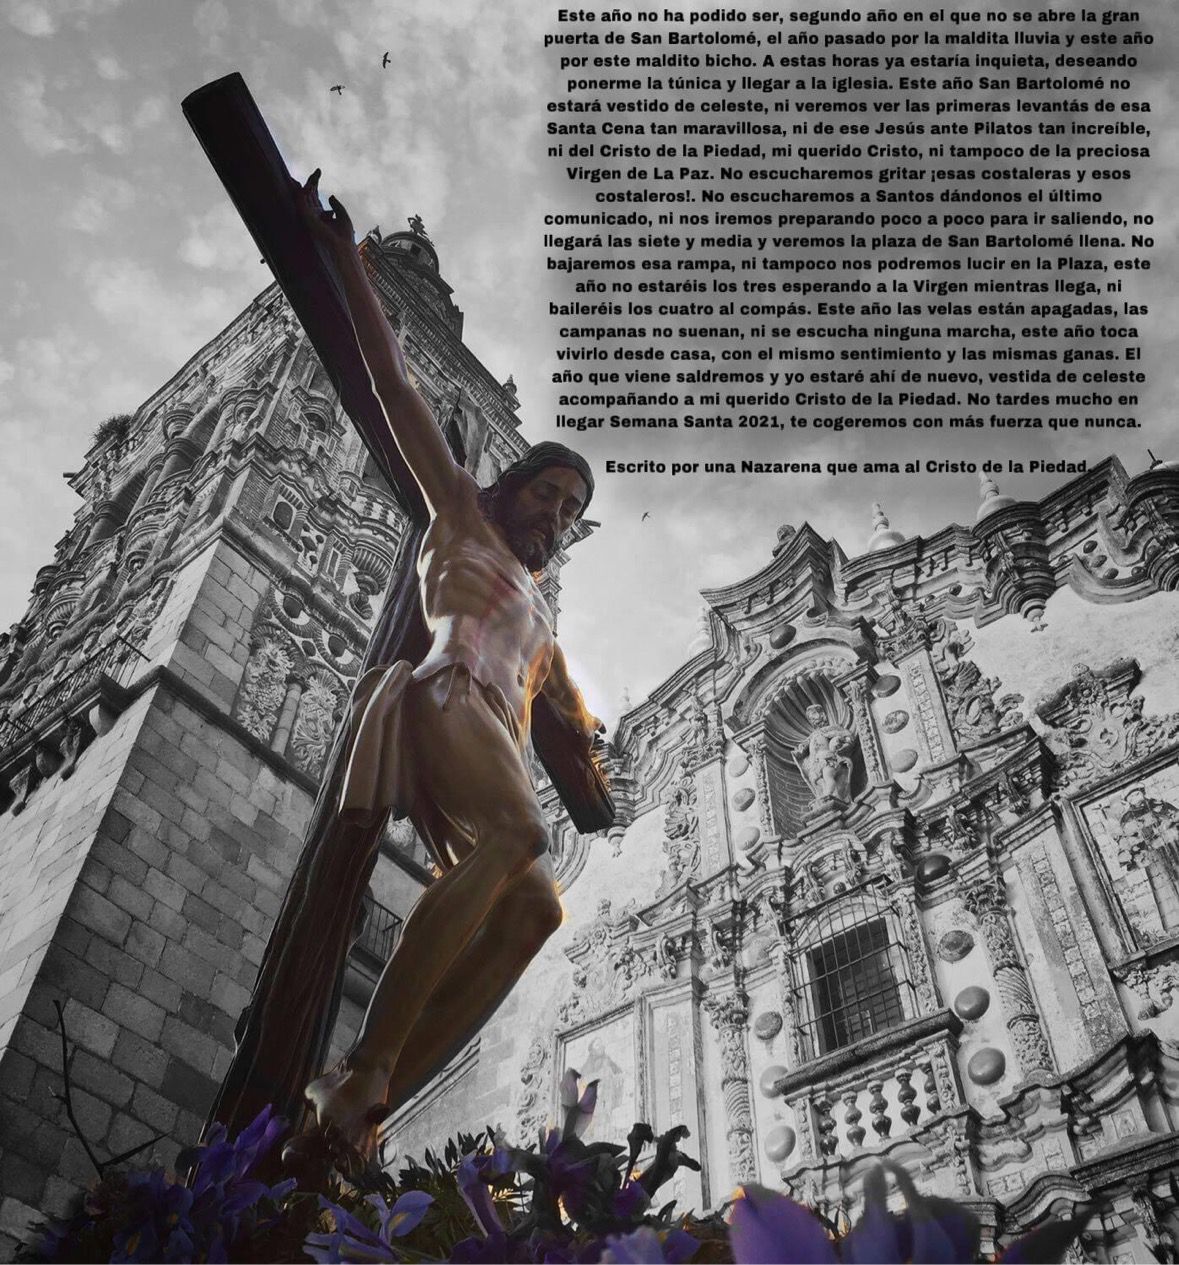 Este año no ha podido ser, segundo año en el que no se abre la gran
puerta de San Bartolomé, el año pasado por la maldita lluvia y este año
por este maldito bicho. A estas horas ya estaría inquieta, deseando
ponerme la túnica y llegar a la iglesia. Este año San Bartolomé no
estará vestido de celeste, ni veremos ver las primeras levantás de esa
Santa Cena tan maravillosa, ni de ese Jesús ante Pilatos tan increíble,
ni del Cristo de la Piedad, mi querido Cristo, ni tampoco de la preciosa
Virgen de La Paz. No escucharemos gritar ¡esas costaleras y esos
costaleros!. No escucharemos a Santos dándonos el último
comunicado, ni nos iremos preparando poco a poco para ir saliendo, no
llegará las siete y media y veremos la plaza de San Bartolomé llena. No
bajaremos esa rampa, ni tampoco nos podremos lucir en la Plaza, este
año no estaréis los tres esperando a la Virgen mientras llega, ni
baileréis los cuatro al compás. Este año las velas están apagadas, las
campanas no suenan, ni se escucha ninguna marcha, este año toca
vivirlo desde casa, con el mismo sentimiento y las mismas ganas. El
año que viene saldremos y yo estaré ahí de nuevo, vestida de celeste
acompañando a mi querido Cristo de la Piedad. No tardes mucho en
llegar Semana Santa 2021, te cogeremos con más fuerza que nunca.
Escrito por una Nazarena que ama al Cristo de la Piedad.